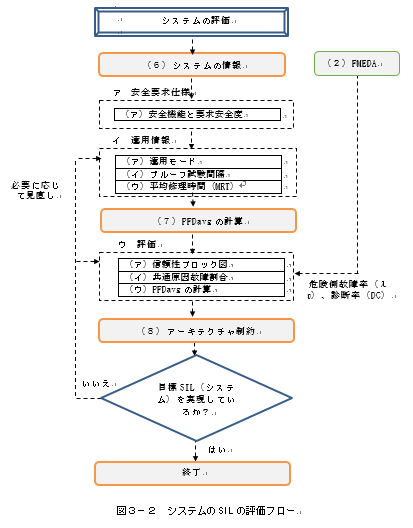 システムの評価
(6)システムの情報
(2)FMEDA
ア 安全要求仕様
(ア)安全機能と要求安全度
イ 運用情報
(ア)運用モード
(イ)プルーフ試験間隔
(ウ)平均修理時間(MRT)
必要に応じ
て見直し
(7)PFDavgの計算
ウ 評価
(ア)信頼性ブロック図
(イ)共通原因故障割合
(ウ)PFDavgの計算
危険側故障率(λ
D)、診断率(DC)
(8)アーキテクチャ制約
いいえ
目標SIL(システ
ム)を実現してい
るか?
はい
終了
図3-2 システムのSILの評価フロー